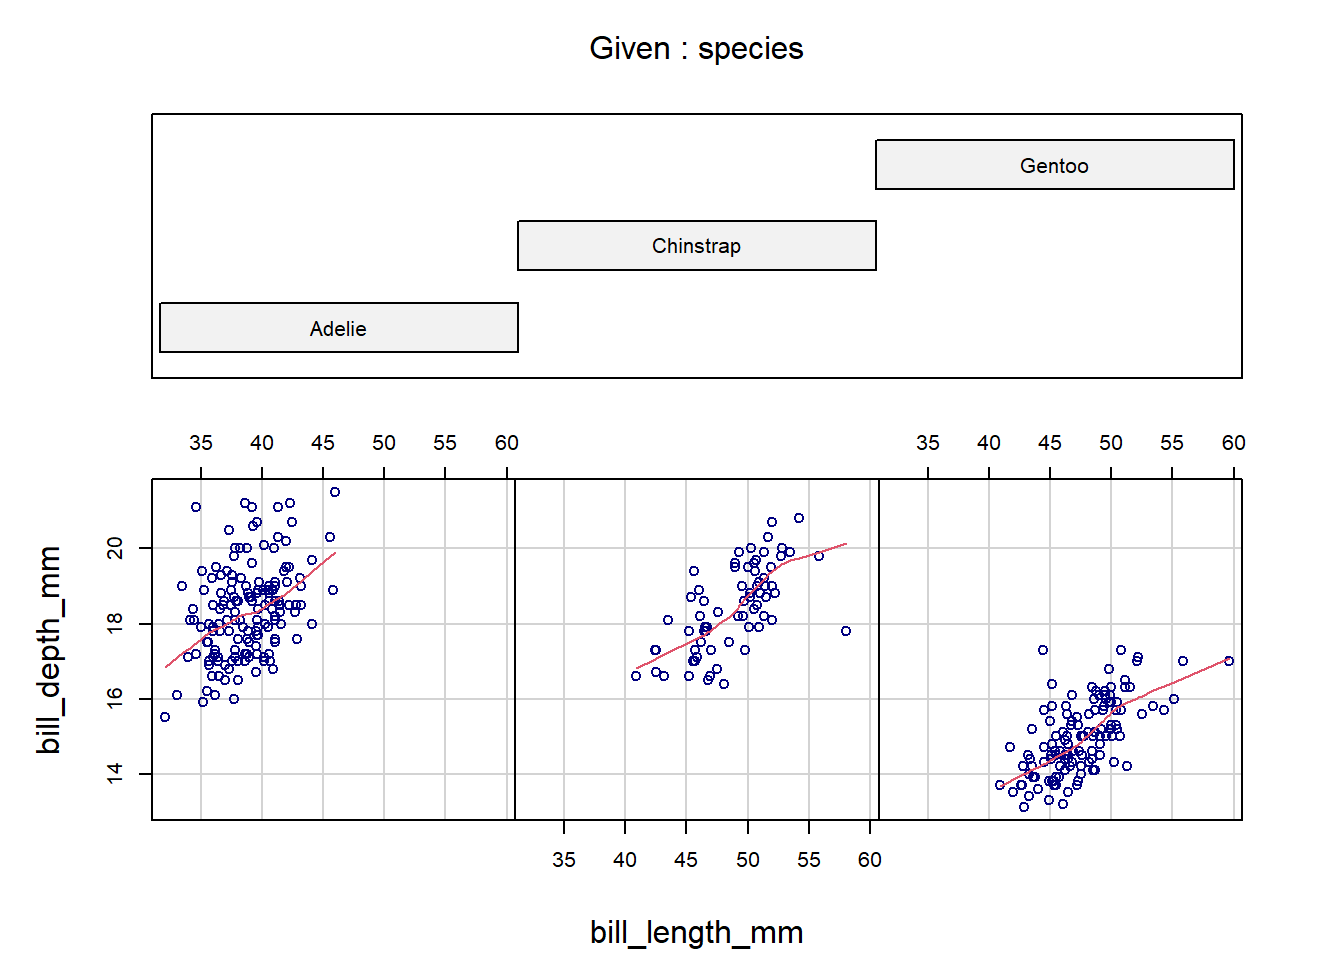 Given : species
Gentoo
Chinstrap
Adelie
35 40 45 50 55 60 35 40 45 50 55 60
bill_depth_mm
20
18
16
14
35 40 45 50 55 60
bill_length_mm